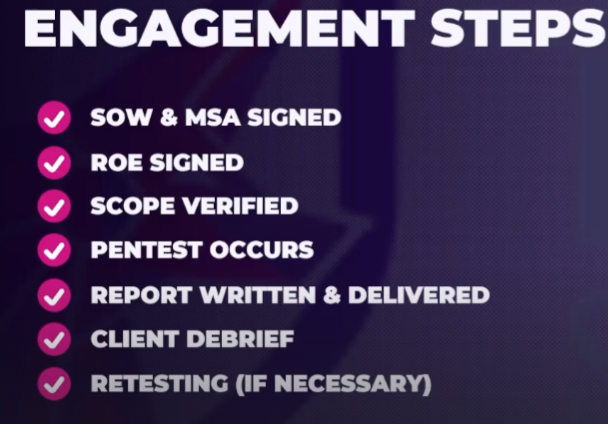 ENGAGEMENT STEPS
SOW & MSA SIGNED
ROE SIGNED
SCOPE VERIFIED
PENTEST OCCURS
REPORT WRITTEN & DELIVERED
CLIENT DEBRIEF
RETESTING (IF NECESSARY)